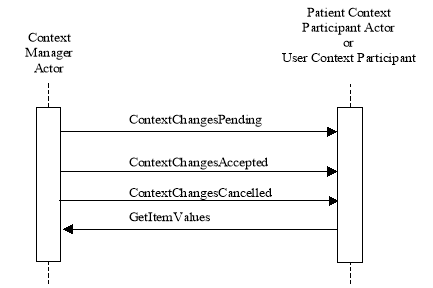 Context
Manager
Actor
Patient Context
Participant Actor
or
User Context Participant
ContextChangesPending
ContextChangesAccepted
ContextChangesCancelled
GetItemValues